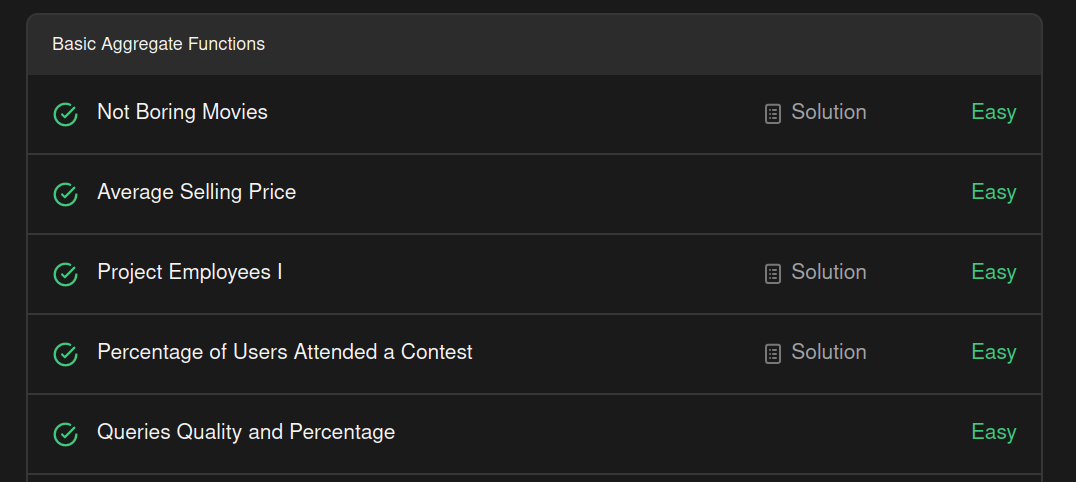 Basic Aggregate Functions
Not Boring Movies Solution Easy
Average Selling Price Easy
Project Employees I Solution Easy
Percentage of Users Attended a Contest Solution Easy
Queries Quality and Percentage Easy